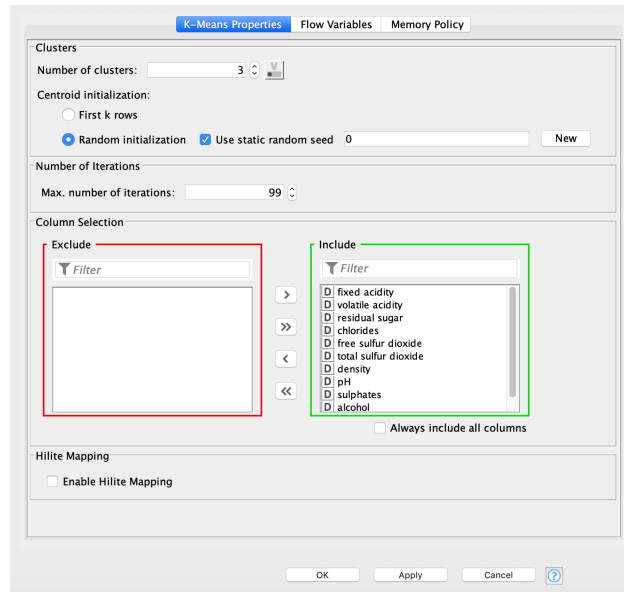 K-Means Properties Flow Variables Memory Policy
Clusters
Number of clusters: 3
Centroid initialization:
First k rows
Random initialization Use static random seed 0 New
Number of Iterations
Max. number of iterations: 99
Column Selection
Exclude Include
Filter Filter
D fixed acidity
> D volatile acidity
D residual sugar
>> D chlorides
D free sulfur dioxide
< D total sulfur dioxide
D density
<< D pH
D sulphates
D alcohol
Always include all columns
Hilite Mapping
Enable Hilite Mapping
OK Apply Cancel ?